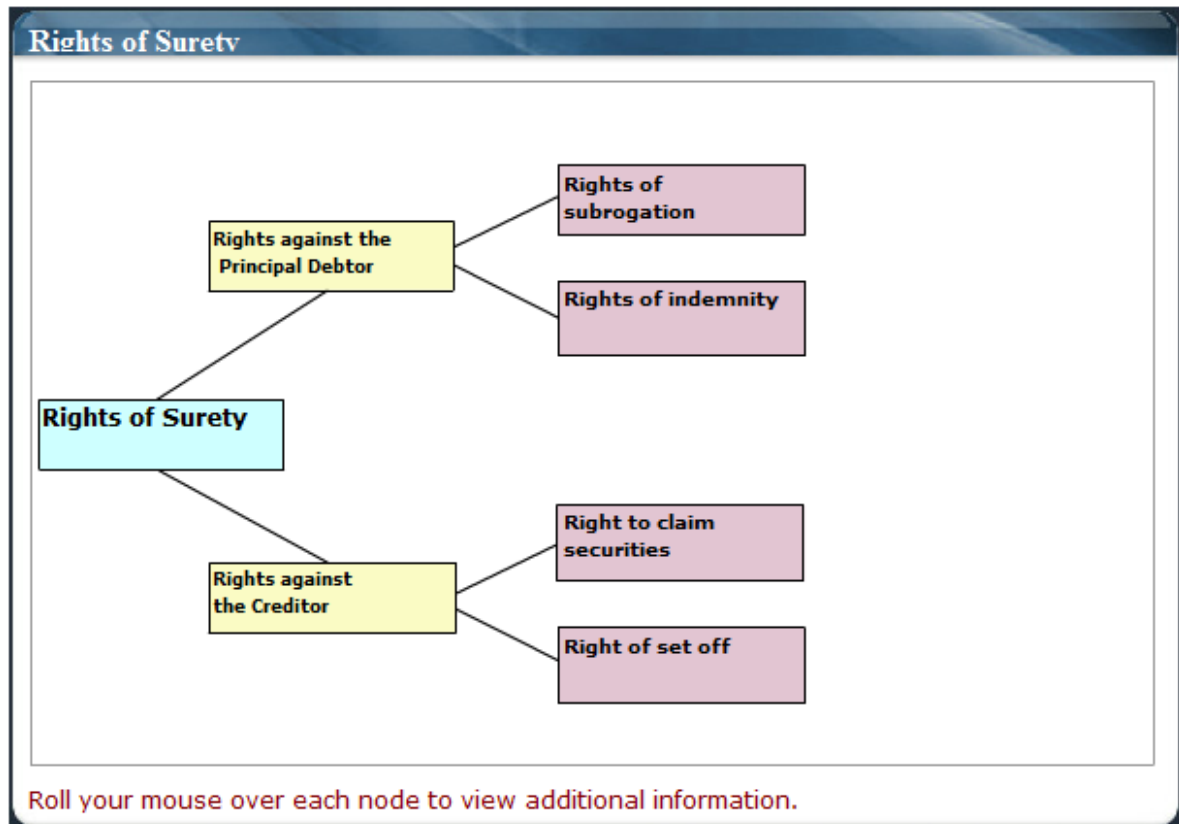 Rights of Surety
Rights of
subrogation
Rights against the
Principal Debtor
Rights of indemnity
Rights of Surety
Right to claim
securities
Rights against
the Creditor
Right of set off
Roll your mouse over each node to view additional information.